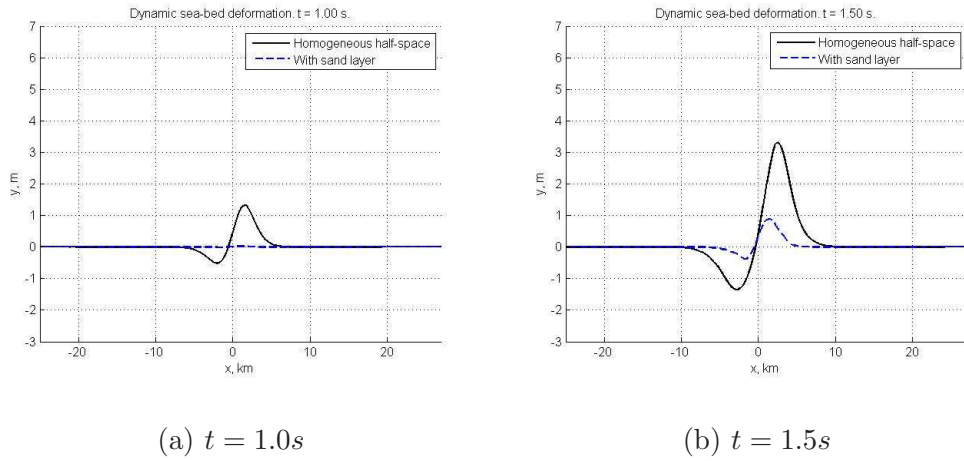 Dynamic sea-bed deformation. t = 1.00 s.
7
6
5
4
3
2
1
0
-1
-2
-3
y, m
Homogeneous half-space
With sand layer
-20 -10 0 10 20
x, km
(a) t = 1.0s
Dynamic sea-bed deformation. t = 1.50 s.
7
6
5
4
3
2
1
0
-1
-2
-3
y, m
Homogeneous half-space
With sand layer
-20 -10 0 10 20
x, km
(b) t = 1.5s